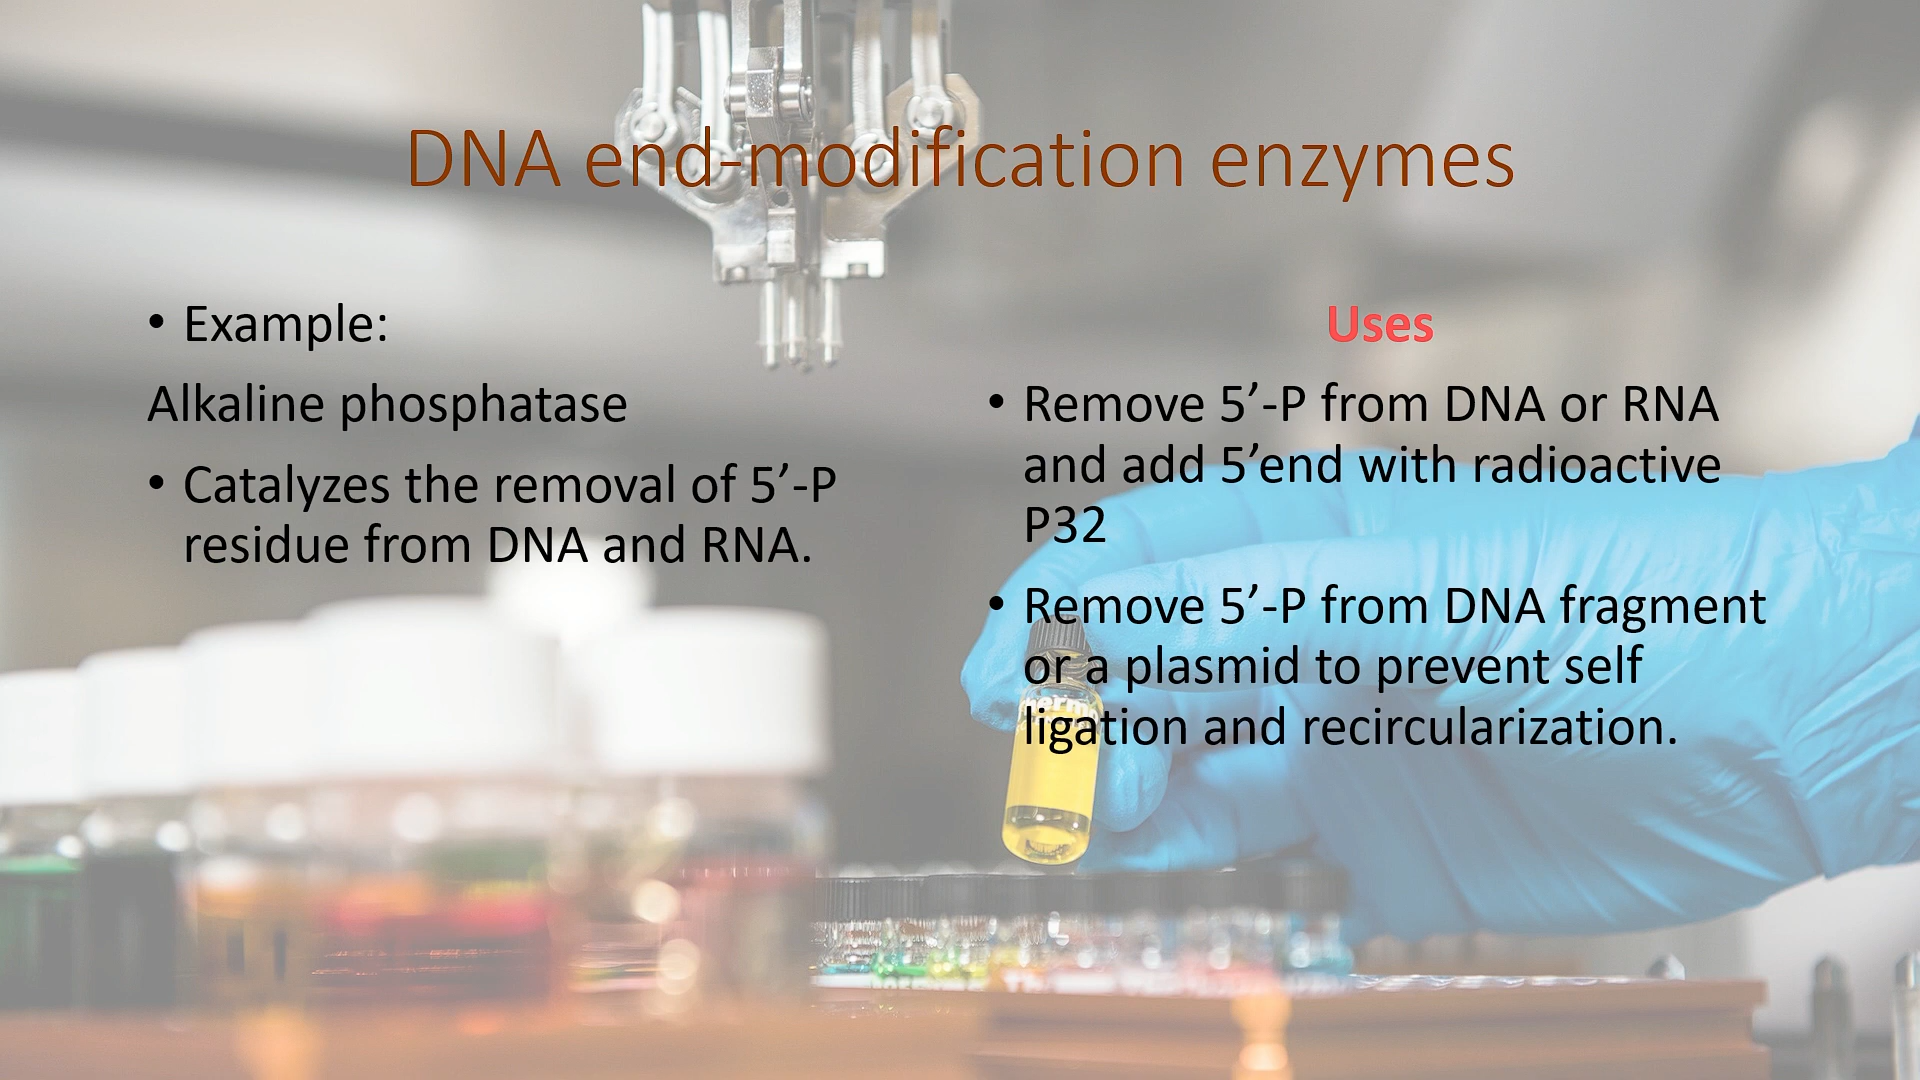 DNA end-modification enzymes
• Example:
Alkaline phosphatase
• Catalyzes the removal of 5’-P
residue from DNA and RNA.
Uses
• Remove 5’-P from DNA or RNA
and add 5’end with radioactive
P32
• Remove 5’-P from DNA fragment
or a plasmid to prevent self
ligation and recircularization.